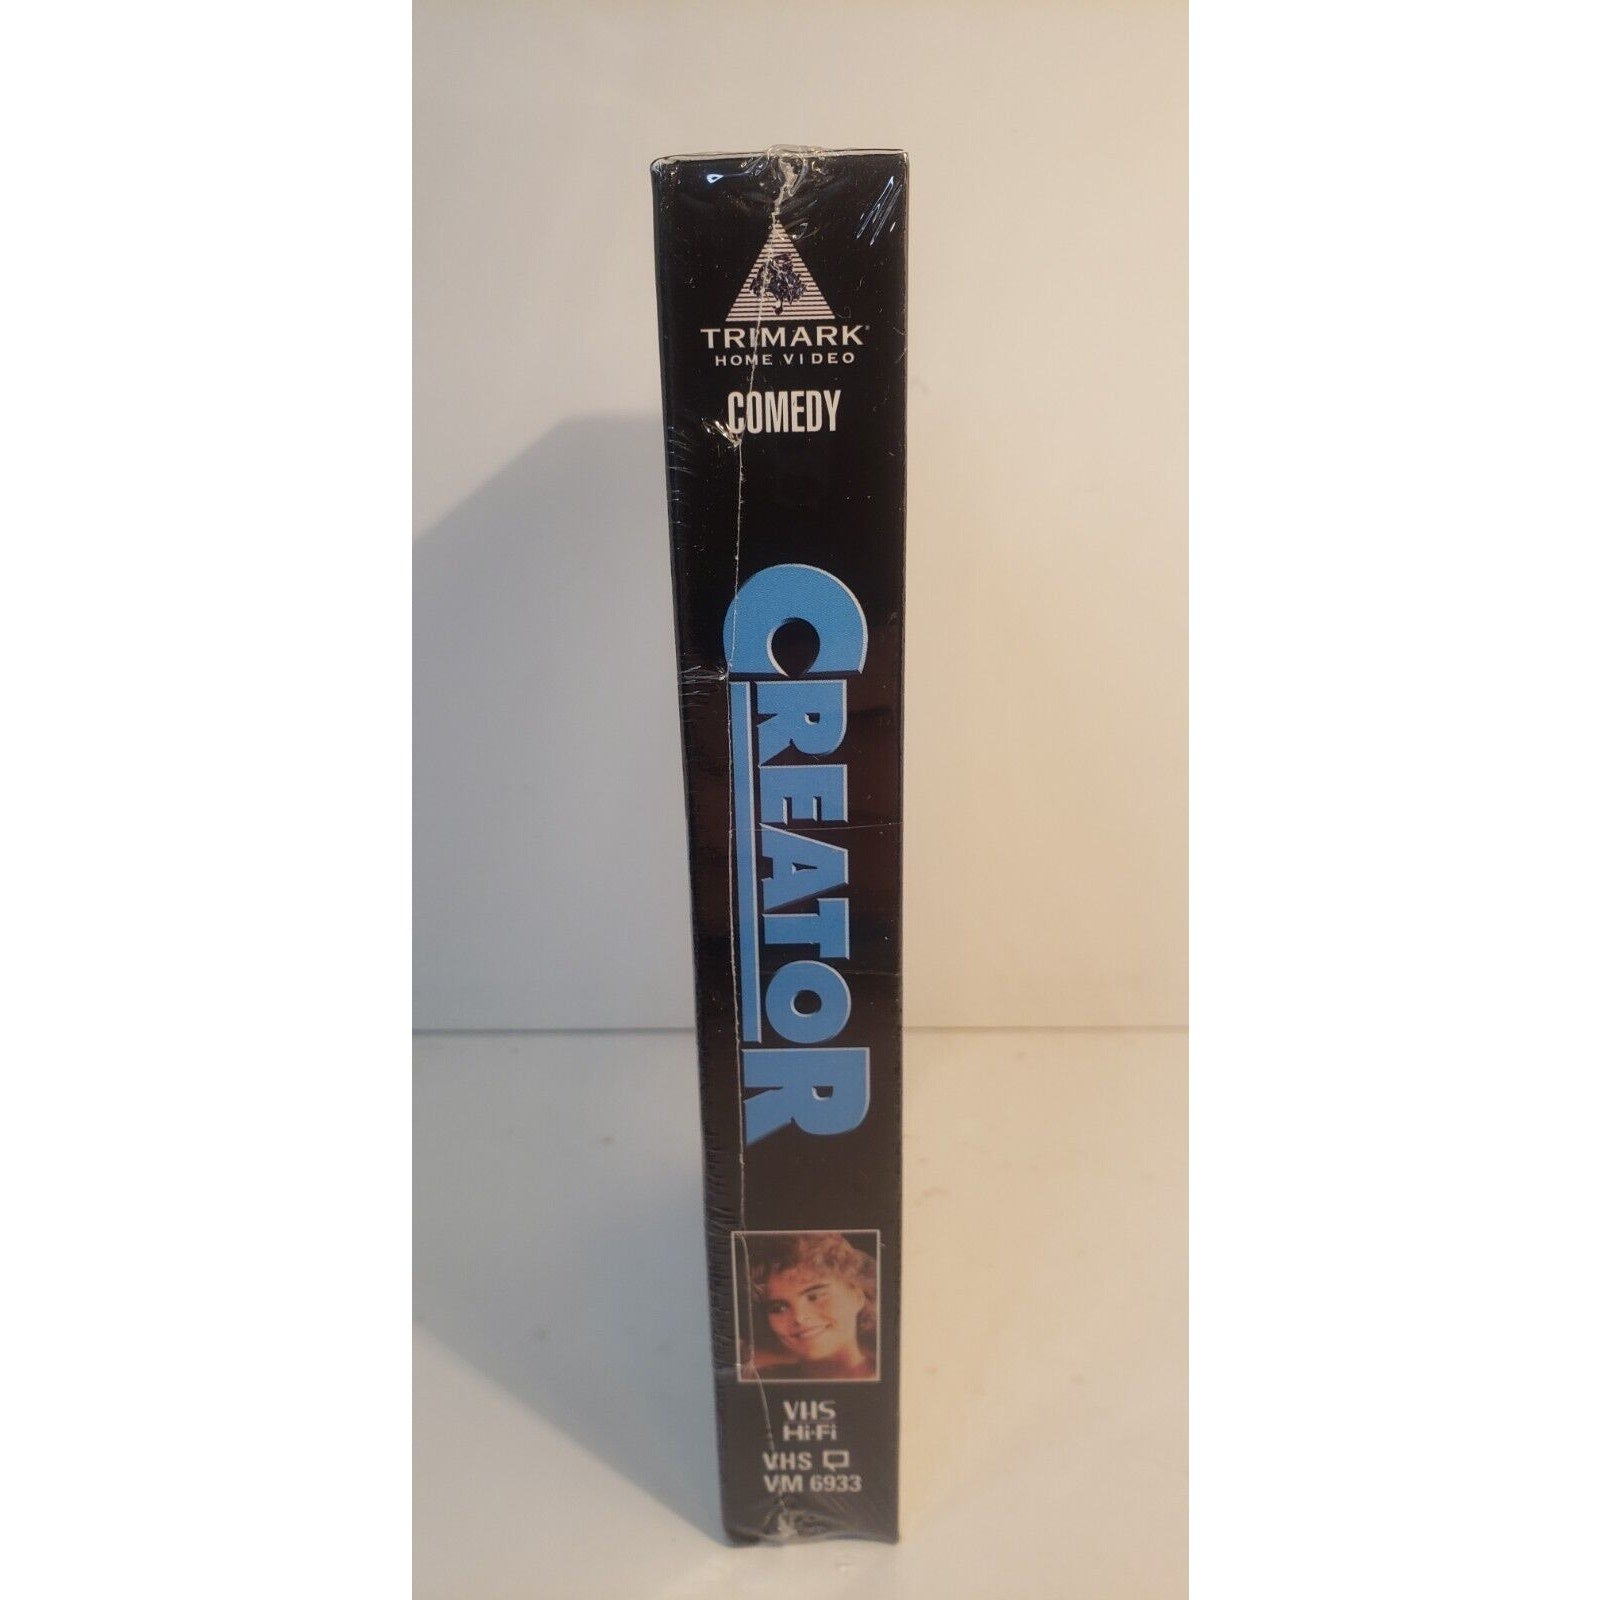 TRIMARK®
HOME VIDEO
COMEDY
CREATOR
VHS
Hi-Fi
VHS
VM 6933